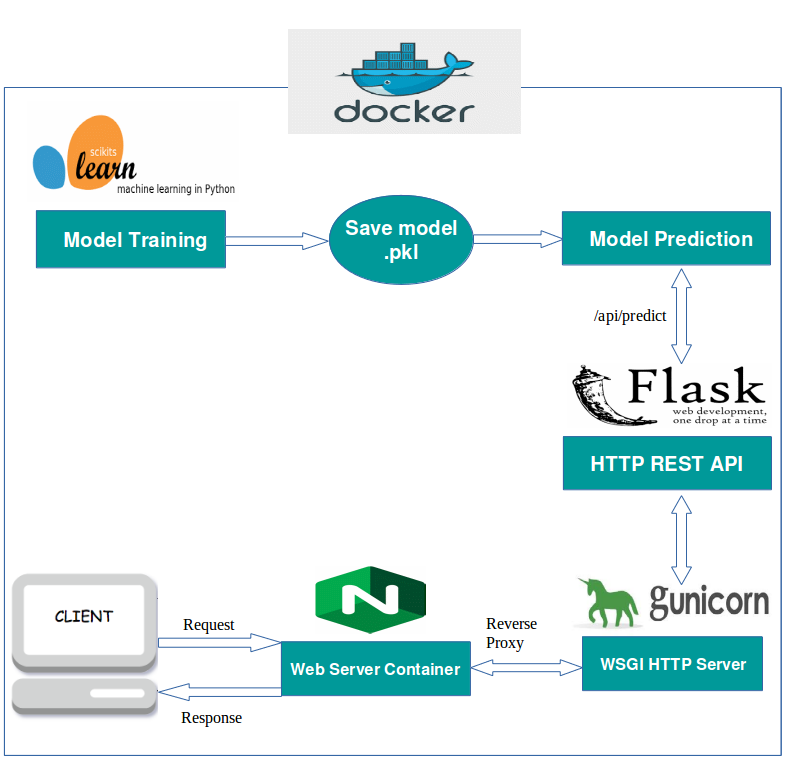 docker
scikits
learn
machine learning in Python
Model Training
Save model
.pkl
Model Prediction
/api/predict
Flask
web development,
one drop at a time
HTTP REST API
gunicorn
WSGI HTTP Server
Reverse
Proxy
N
Web Server Container
CLIENT
Request
Response